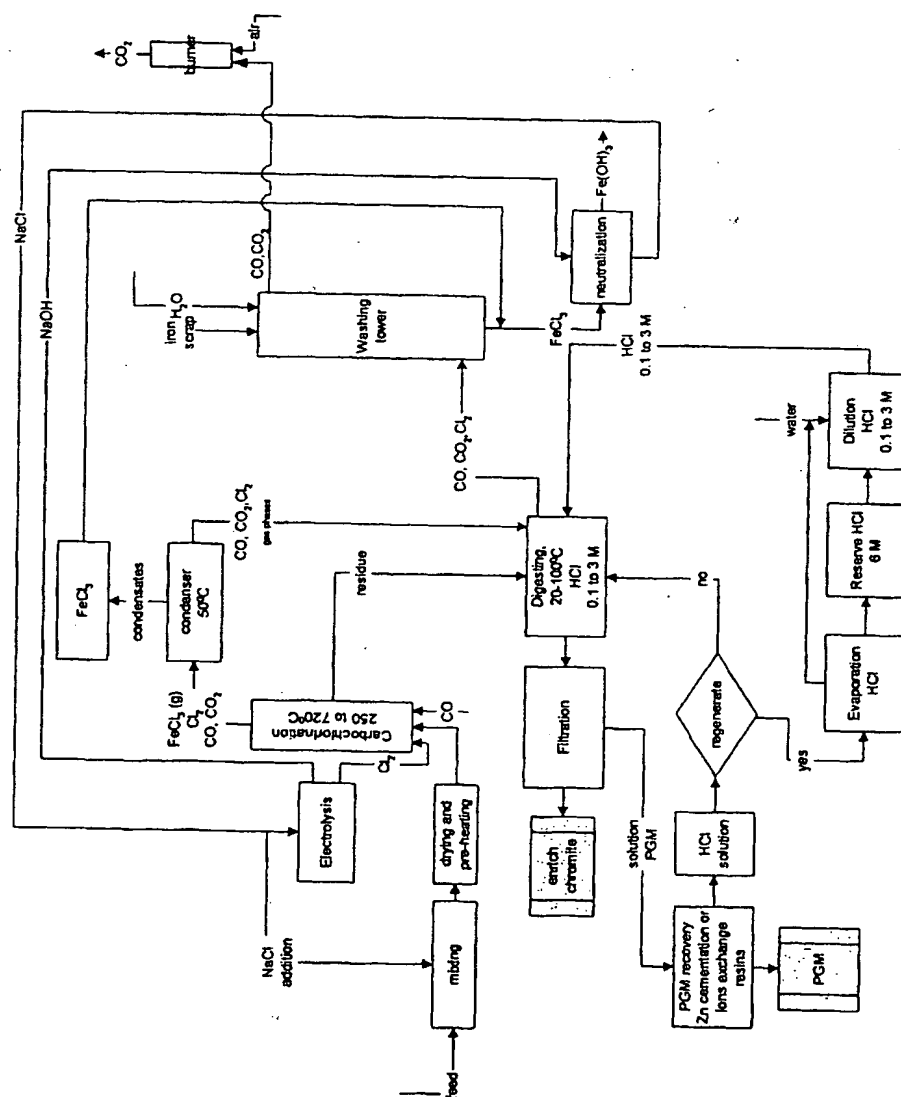 CO2
burner
air
NaCl
NaOH
CO,CO2
H2O
Iron
scrap
Washing
tower
FeCl3
neutralization
Fe(OH)3
HCl
0.1 to 3 M
water
Dilution
HCl
0.1 to 3 M
Reserve HCl
6 M
Evaporation
HCl
FeCl3
condensates
condenser
50ºC
CO, CO2,Cl2
gas phases
CO, CO2,Cl2
FeCl3 (g)
Cl2
CO, CO2
Carbochlorination
250 to 720ºC
CO
Cl2
residue
Digesting,
20-100ºC
HCl
0.1 to 3 M
no
regenerate
yes
Electrolysis
drying and
pre-heating
Filtration
enrich
chromite
solution
PGM
HCl
solution
NaCl
addition
mixing
PGM recovery
Zn cementation or
Ions exchange
resins
PGM
feed